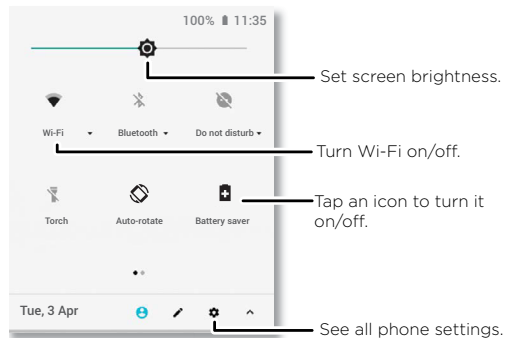 100% 11:35
Set screen brightness.
Wi-Fi Bluetooth Do not disturb
Turn Wi-Fi on/off.
Tap an icon to turn it
on/off.
Torch Auto-rotate Battery saver
Tue, 3 Apr
See all phone settings.